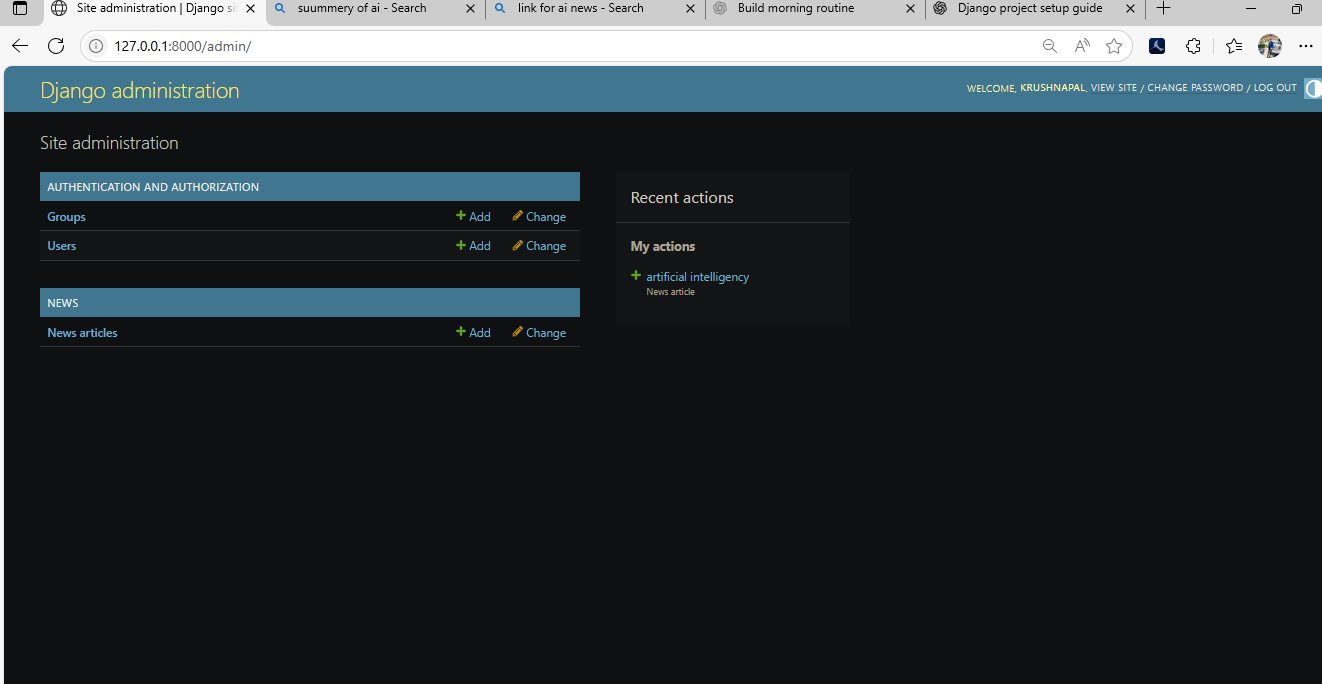 Site administration | Django si
suummery of ai - Search
link for ai news - Search
Build morning routine
Django project setup guide
127.0.0.1:8000/admin/
Django administration
WELCOME, KRUSHNAPAL. VIEW SITE / CHANGE PASSWORD / LOG OUT
Site administration
AUTHENTICATION AND AUTHORIZATION
Groups Add Change
Users Add Change
NEWS
News articles Add Change
Recent actions
My actions
artificial intelligency
News article